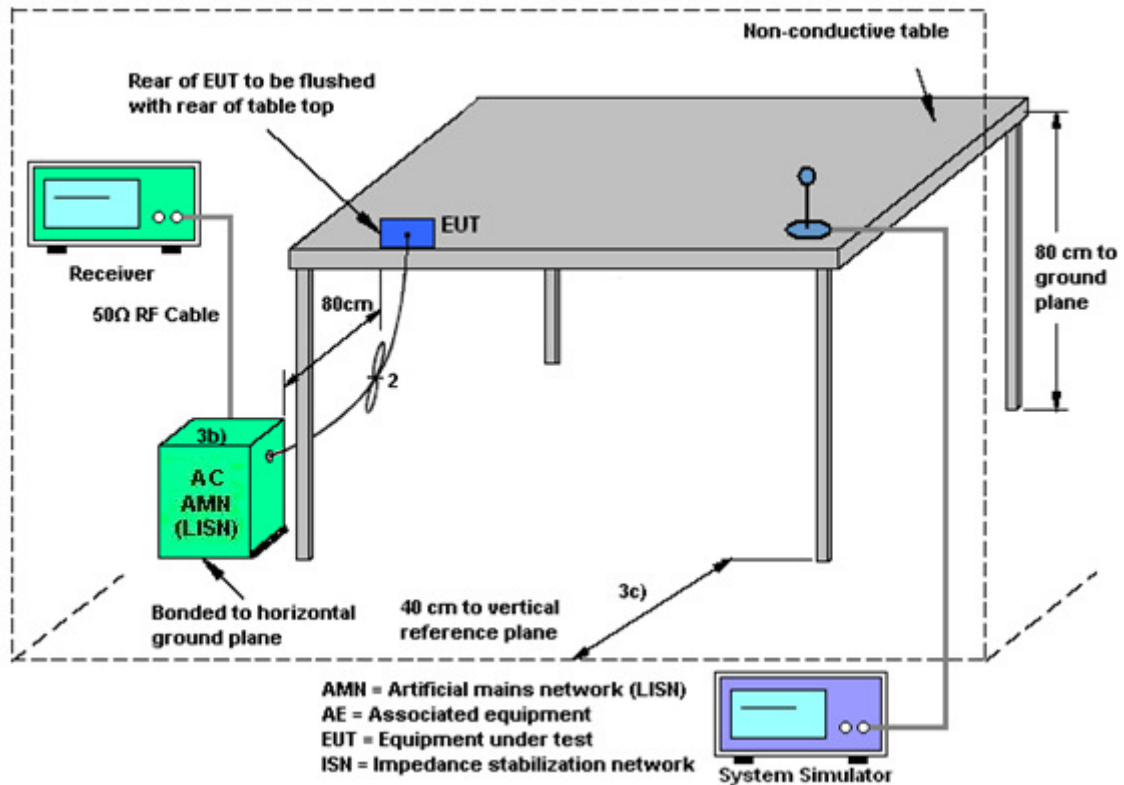 Non-conductive table
Rear of EUT to be flushed
with rear of table top
EUT
Receiver
80cm
80 cm to
ground
plane
50Ω RF Cable
2
3b)
AC
AMN
(LISN)
Bonded to horizontal
ground plane
40 cm to vertical
reference plane
3c)
AMN = Artificial mains network (LISN)
AE = Associated equipment
EUT = Equipment under test
ISN = Impedance stabilization network
System Simulator